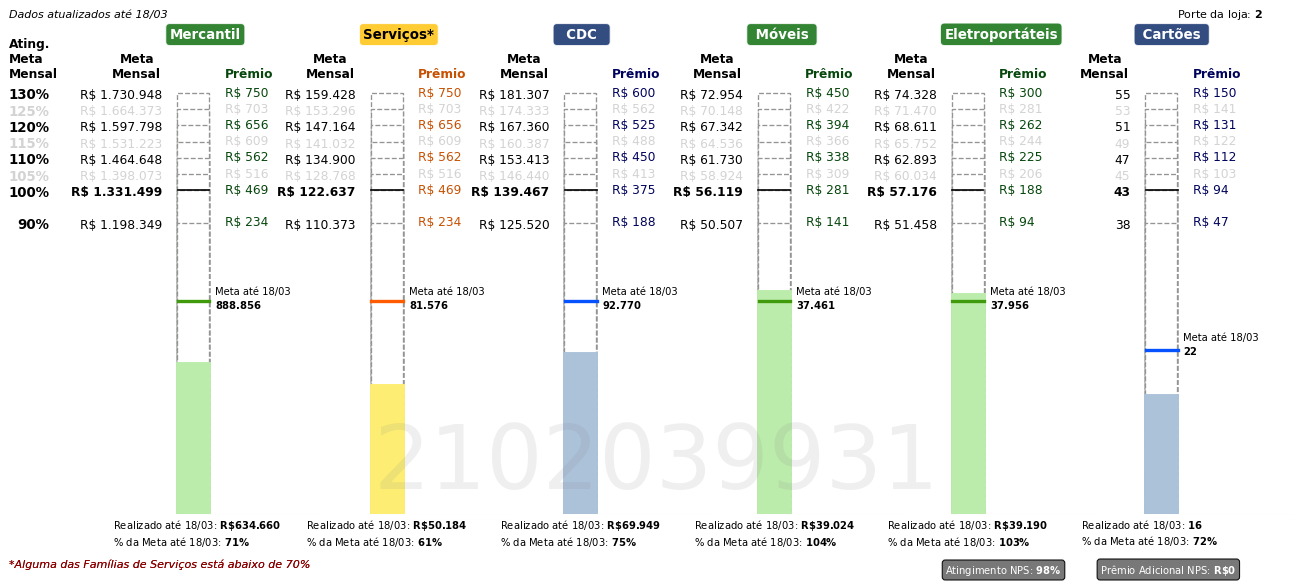 Dados atualizados até 18/03 Porte da loja: 2
Mercantil Serviços* CDC Móveis Eletroportáteis Cartões
Ating. Meta Mensal Meta Mensal Prêmio Meta Mensal Prêmio Meta Mensal Prêmio Meta Mensal Prêmio Meta Mensal Prêmio Meta Mensal Prêmio
130% R$ 1.730.948 R$ 750 R$ 159.428 R$ 750 R$ 181.307 R$ 600 R$ 72.954 R$ 450 R$ 74.328 R$ 300 55 R$ 150
125% R$ 1.664.373 R$ 703 R$ 153.296 R$ 703 R$ 174.333 R$ 562 R$ 70.148 R$ 422 R$ 71.470 R$ 281 53 R$ 141
120% R$ 1.597.798 R$ 656 R$ 147.164 R$ 656 R$ 167.360 R$ 525 R$ 67.342 R$ 394 R$ 68.611 R$ 262 51 R$ 131
115% R$ 1.531.223 R$ 609 R$ 141.032 R$ 609 R$ 160.387 R$ 488 R$ 64.536 R$ 366 R$ 65.752 R$ 244 49 R$ 122
110% R$ 1.464.648 R$ 562 R$ 134.900 R$ 562 R$ 153.413 R$ 450 R$ 61.730 R$ 338 R$ 62.893 R$ 225 47 R$ 112
105% R$ 1.398.073 R$ 516 R$ 128.768 R$ 516 R$ 146.440 R$ 413 R$ 58.924 R$ 309 R$ 60.034 R$ 206 45 R$ 103
100% R$ 1.331.499 R$ 469 R$ 122.637 R$ 469 R$ 139.467 R$ 375 R$ 56.119 R$ 281 R$ 57.176 R$ 188 43 R$ 94
90% R$ 1.198.349 R$ 234 R$ 110.373 R$ 234 R$ 125.520 R$ 188 R$ 50.507 R$ 141 R$ 51.458 R$ 94 38 R$ 47
Meta até 18/03 Meta até 18/03 Meta até 18/03 Meta até 18/03 Meta até 18/03
888.856 81.576 92.770 37.461 37.956
Meta até 18/03
22
2102039931
Realizado até 18/03: R$634.660 Realizado até 18/03: R$50.184 Realizado até 18/03: R$69.949 Realizado até 18/03: R$39.024 Realizado até 18/03: R$39.190 Realizado até 18/03: 16
% da Meta até 18/03: 71% % da Meta até 18/03: 61% % da Meta até 18/03: 75% % da Meta até 18/03: 104% % da Meta até 18/03: 103% % da Meta até 18/03: 72%
*Alguma das Famílias de Serviços está abaixo de 70% Atingimento NPS: 98% Prêmio Adicional NPS: R$0